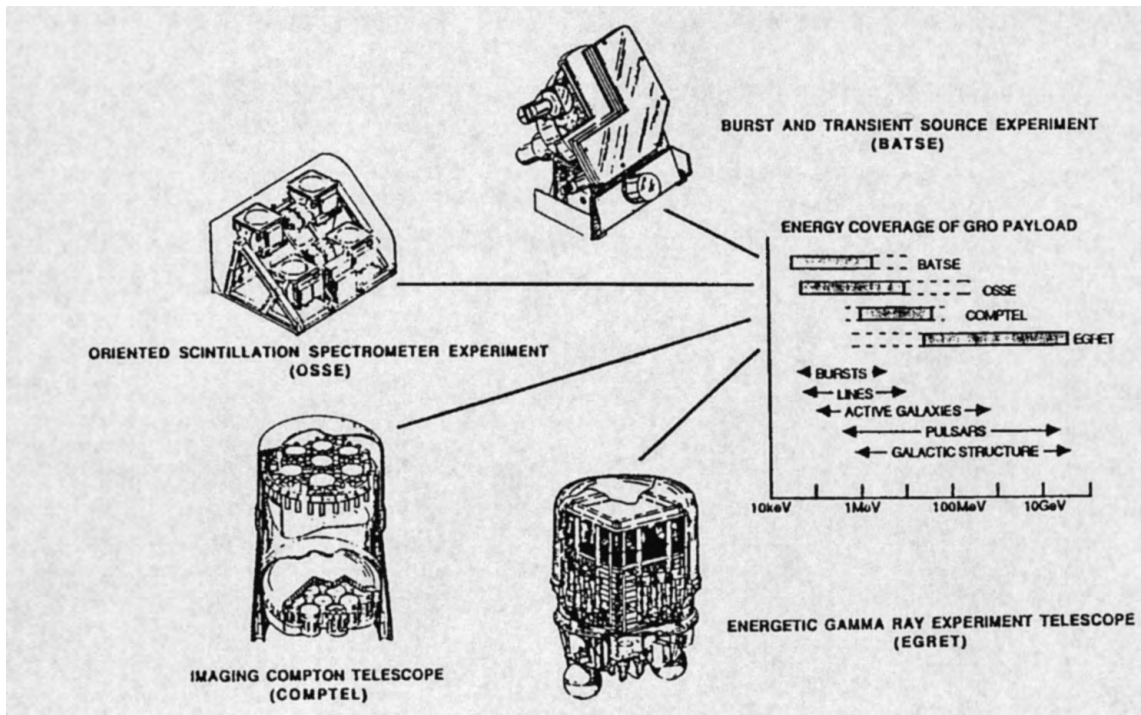 BURST AND TRANSIENT SOURCE EXPERIMENT
(BATSE)
ORIENTED SCINTILLATION SPECTROMETER EXPERIMENT
(OSSE)
ENERGY COVERAGE OF GRO PAYLOAD
BATSE
OSSE
COMPTEL
EGRET
BURSTS
LINES
ACTIVE GALAXIES
PULSARS
GALACTIC STRUCTURE
10keV 1MeV 100MeV 10GeV
IMAGING COMPTON TELESCOPE
(COMPTEL)
ENERGETIC GAMMA RAY EXPERIMENT TELESCOPE
(EGRET)